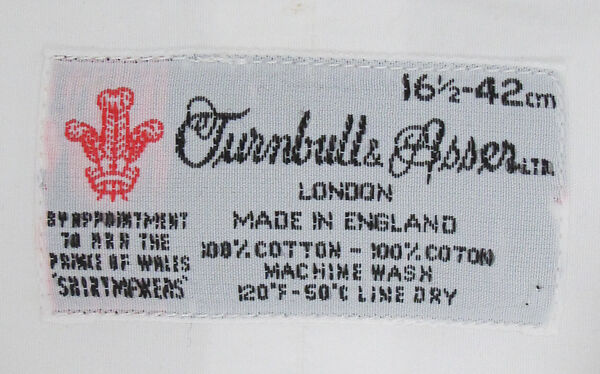 16½-42cm
Turnbull & Asser LTD.
LONDON
BY APPOINTMENT
TO HRH THE
PRINCE OF WALES
"SHIRTMAKERS"
MADE IN ENGLAND
100% COTTON - 100% COTON
MACHINE WASH
120°F-50°C LINE DRY